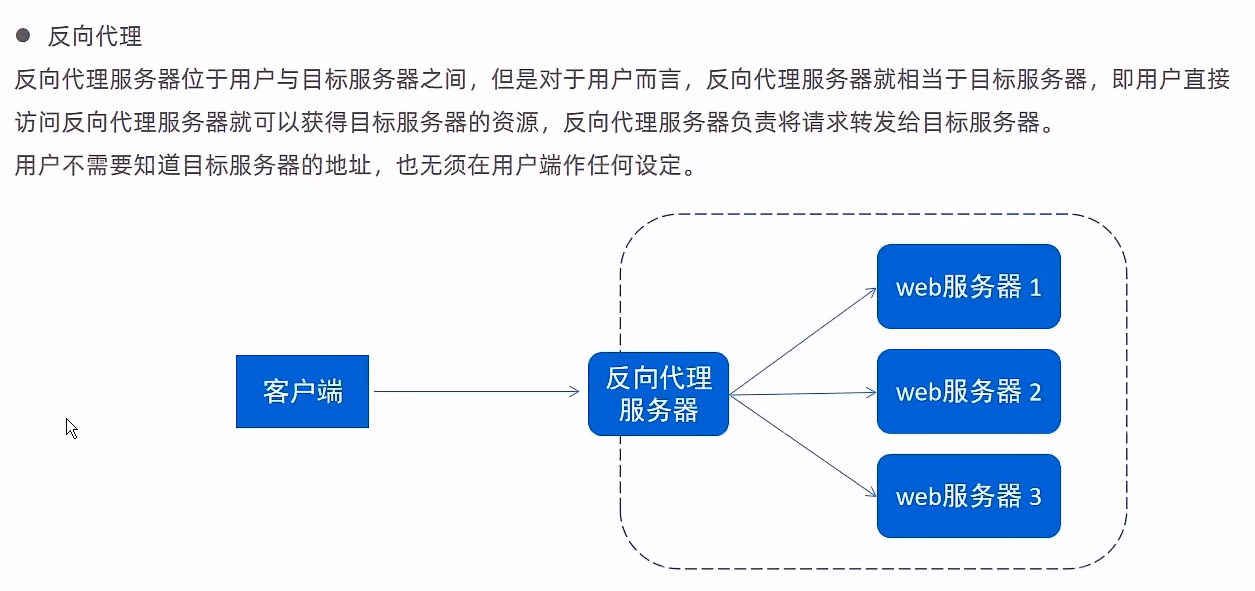 ● 反向代理
反向代理服务器位于用户与目标服务器之间，但是对于用户而言，反向代理服务器就相当于目标服务器，即用户直接
访问反向代理服务器就可以获得目标服务器的资源，反向代理服务器负责将请求转发给目标服务器。
用户不需要知道目标服务器的地址，也无须在用户端作任何设定。
客户端
反向代理
服务器
web服务器 1
web服务器 2
web服务器 3